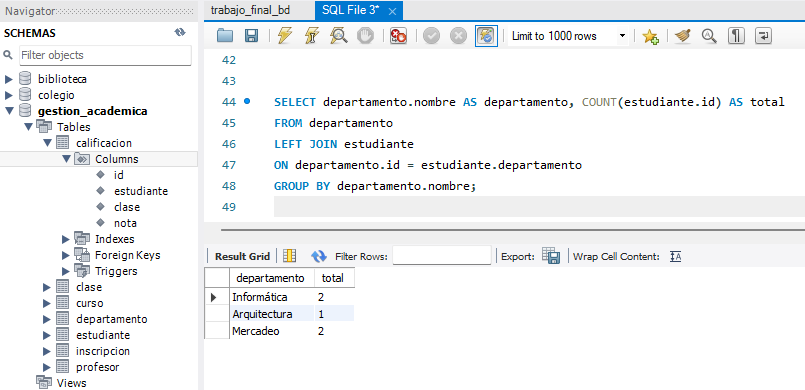 Navigator
SCHEMAS
Filter objects
biblioteca
colegio
gestion_academica
Tables
calificacion
Columns
id
estudiante
clase
nota
Indexes
Foreign Keys
Triggers
clase
curso
departamento
estudiante
inscripcion
profesor
Views
trabajo_final_bd
SQL File 3*
Limit to 1000 rows
42
43
44 SELECT departamento.nombre AS departamento, COUNT(estudiante.id) AS total
45 FROM departamento
46 LEFT JOIN estudiante
47 ON departamento.id = estudiante.departamento
48 GROUP BY departamento.nombre;
49
Result Grid Filter Rows: Export: Wrap Cell Content:
departamento total
Informática 2
Arquitectura 1
Mercadeo 2